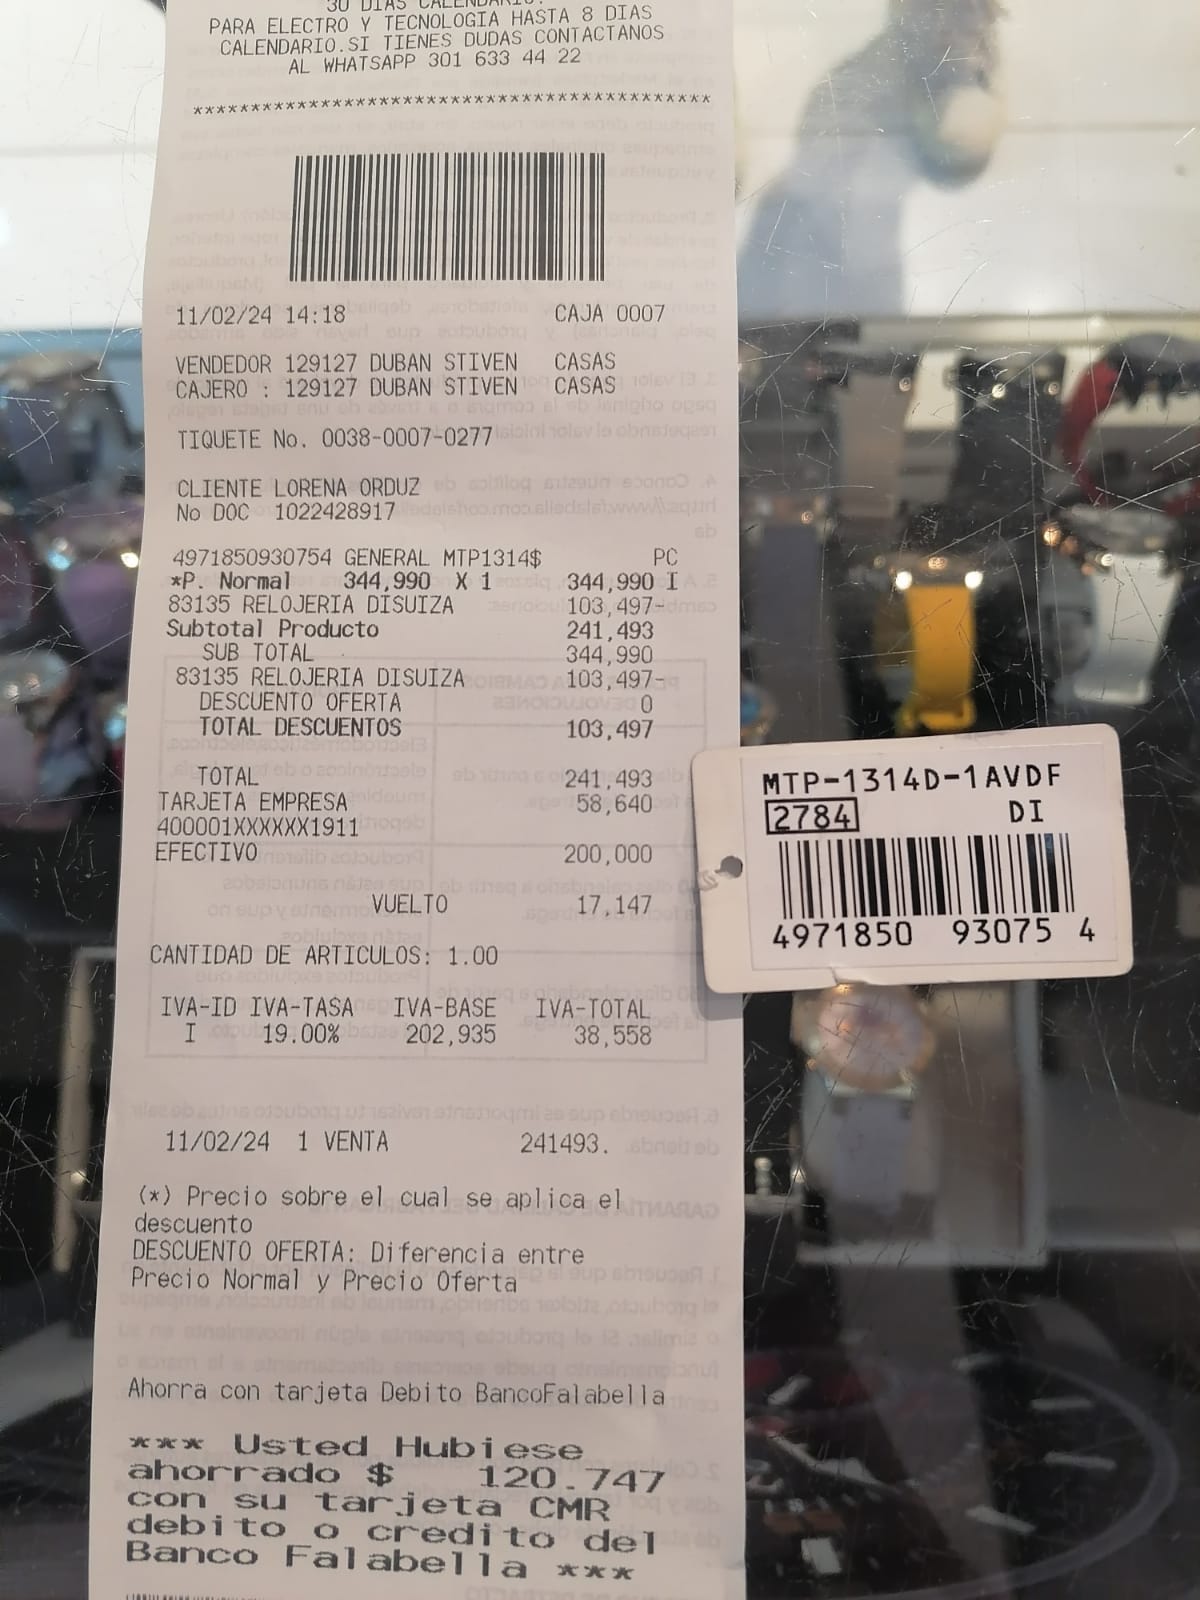 30 DIAS CALENDARIO.
PARA ELECTRO Y TECNOLOGIA HASTA 8 DIAS
CALENDARIO.SI TIENES DUDAS CONTACTANOS
AL WHATSAPP 301 633 44 22
*******************************************
11/02/24 14:18 CAJA 0007
VENDEDOR 129127 DUBAN STIVEN CASAS
CAJERO : 129127 DUBAN STIVEN CASAS
TIQUETE No. 0038-0007-0277
CLIENTE LORENA ORDUZ
No DOC 1022428917
4971850930754 GENERAL MTP1314$ PC
*P. Normal 344,990 X 1 344,990 I
83135 RELOJERIA DISUIZA 103,497-
Subtotal Producto 241,493
SUB TOTAL 344,990
83135 RELOJERIA DISUIZA 103,497-
DESCUENTO OFERTA 0
TOTAL DESCUENTOS 103,497
TOTAL 241,493
TARJETA EMPRESA 58,640
400001XXXXXX1911
EFECTIVO 200,000
VUELTO 17,147
CANTIDAD DE ARTICULOS: 1.00
IVA-ID IVA-TASA IVA-BASE IVA-TOTAL
I 19.00% 202,935 38,558
11/02/24 1 VENTA 241493.
(*) Precio sobre el cual se aplica el
descuento
DESCUENTO OFERTA: Diferencia entre
Precio Normal y Precio Oferta
Ahorra con tarjeta Debito BancoFalabella
*** Usted Hubiese
ahorrado $ 120.747
con su tarjeta CMR
debito o credito del
Banco Falabella ***
MTP-1314D-1AVDF
2784 DI
4971850 93075 4